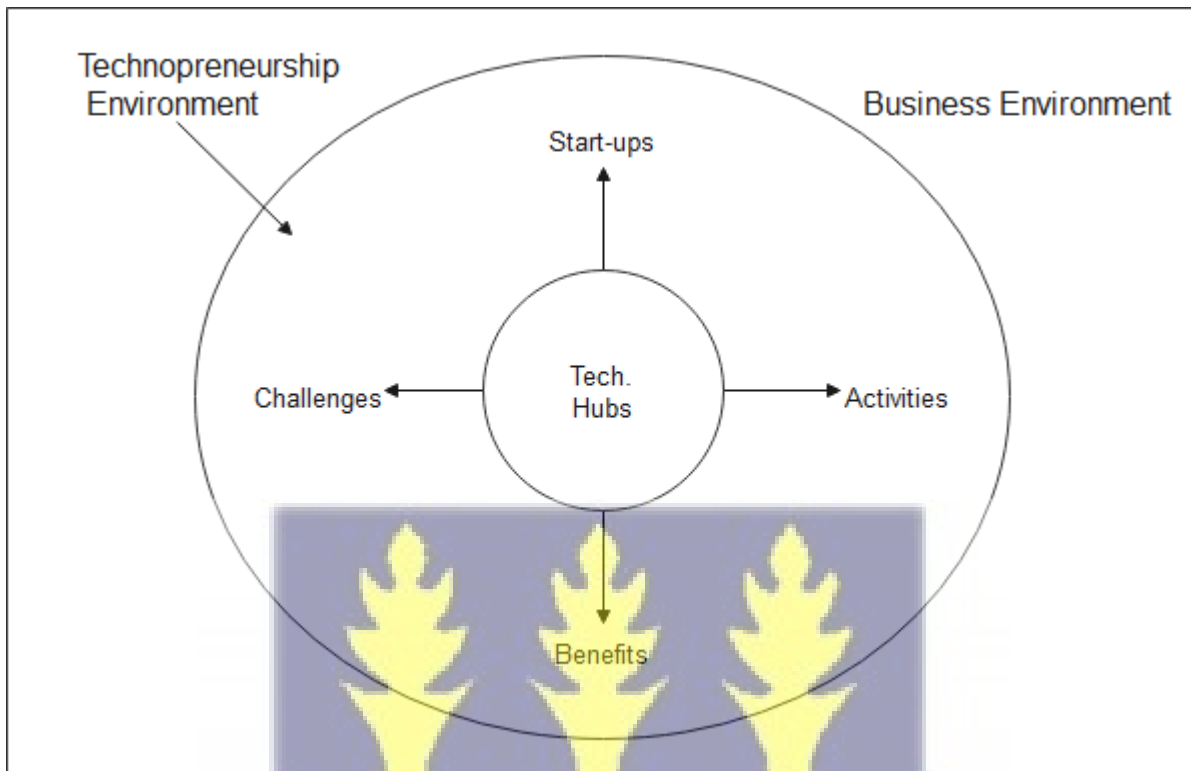 Technopreneurship
Environment
Business Environment
Start-ups
Challenges
Tech.
Hubs
Activities
Benefits